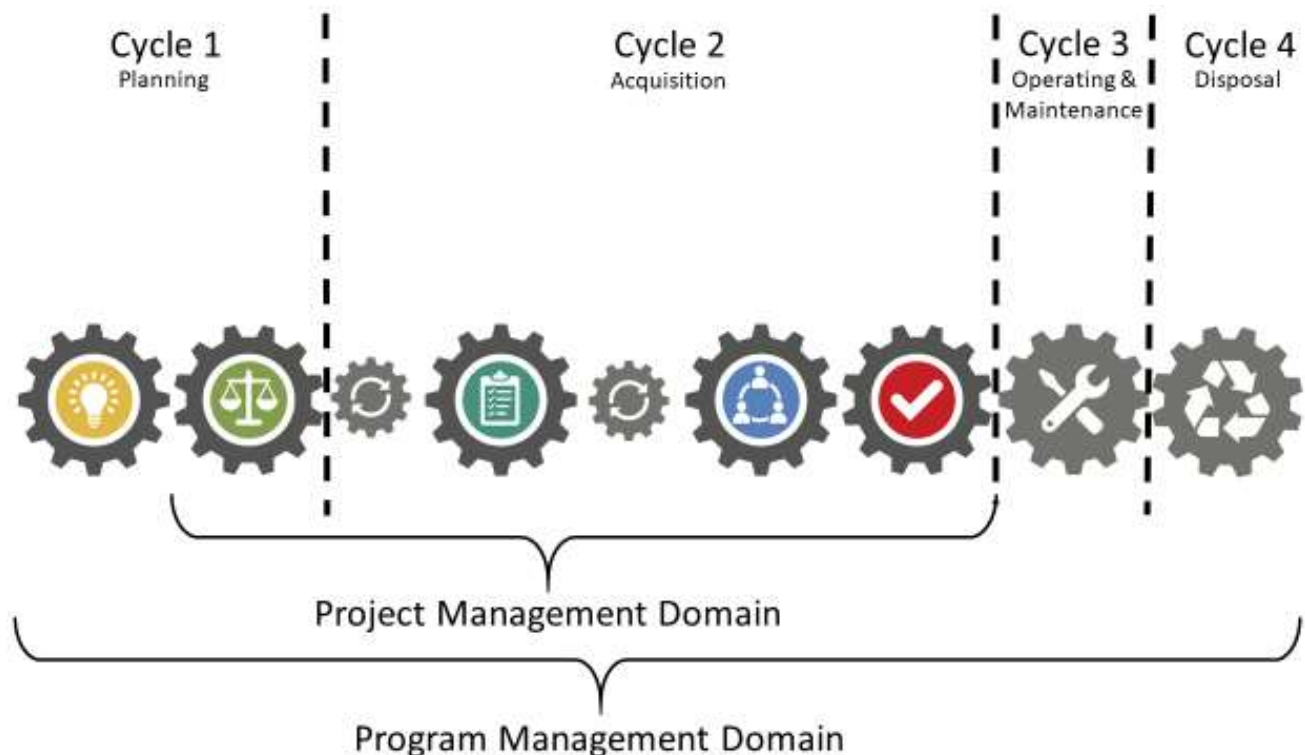 Cycle 1
Planning
Cycle 2
Acquisition
Cycle 3
Operating &
Maintenance
Cycle 4
Disposal
Project Management Domain
Program Management Domain